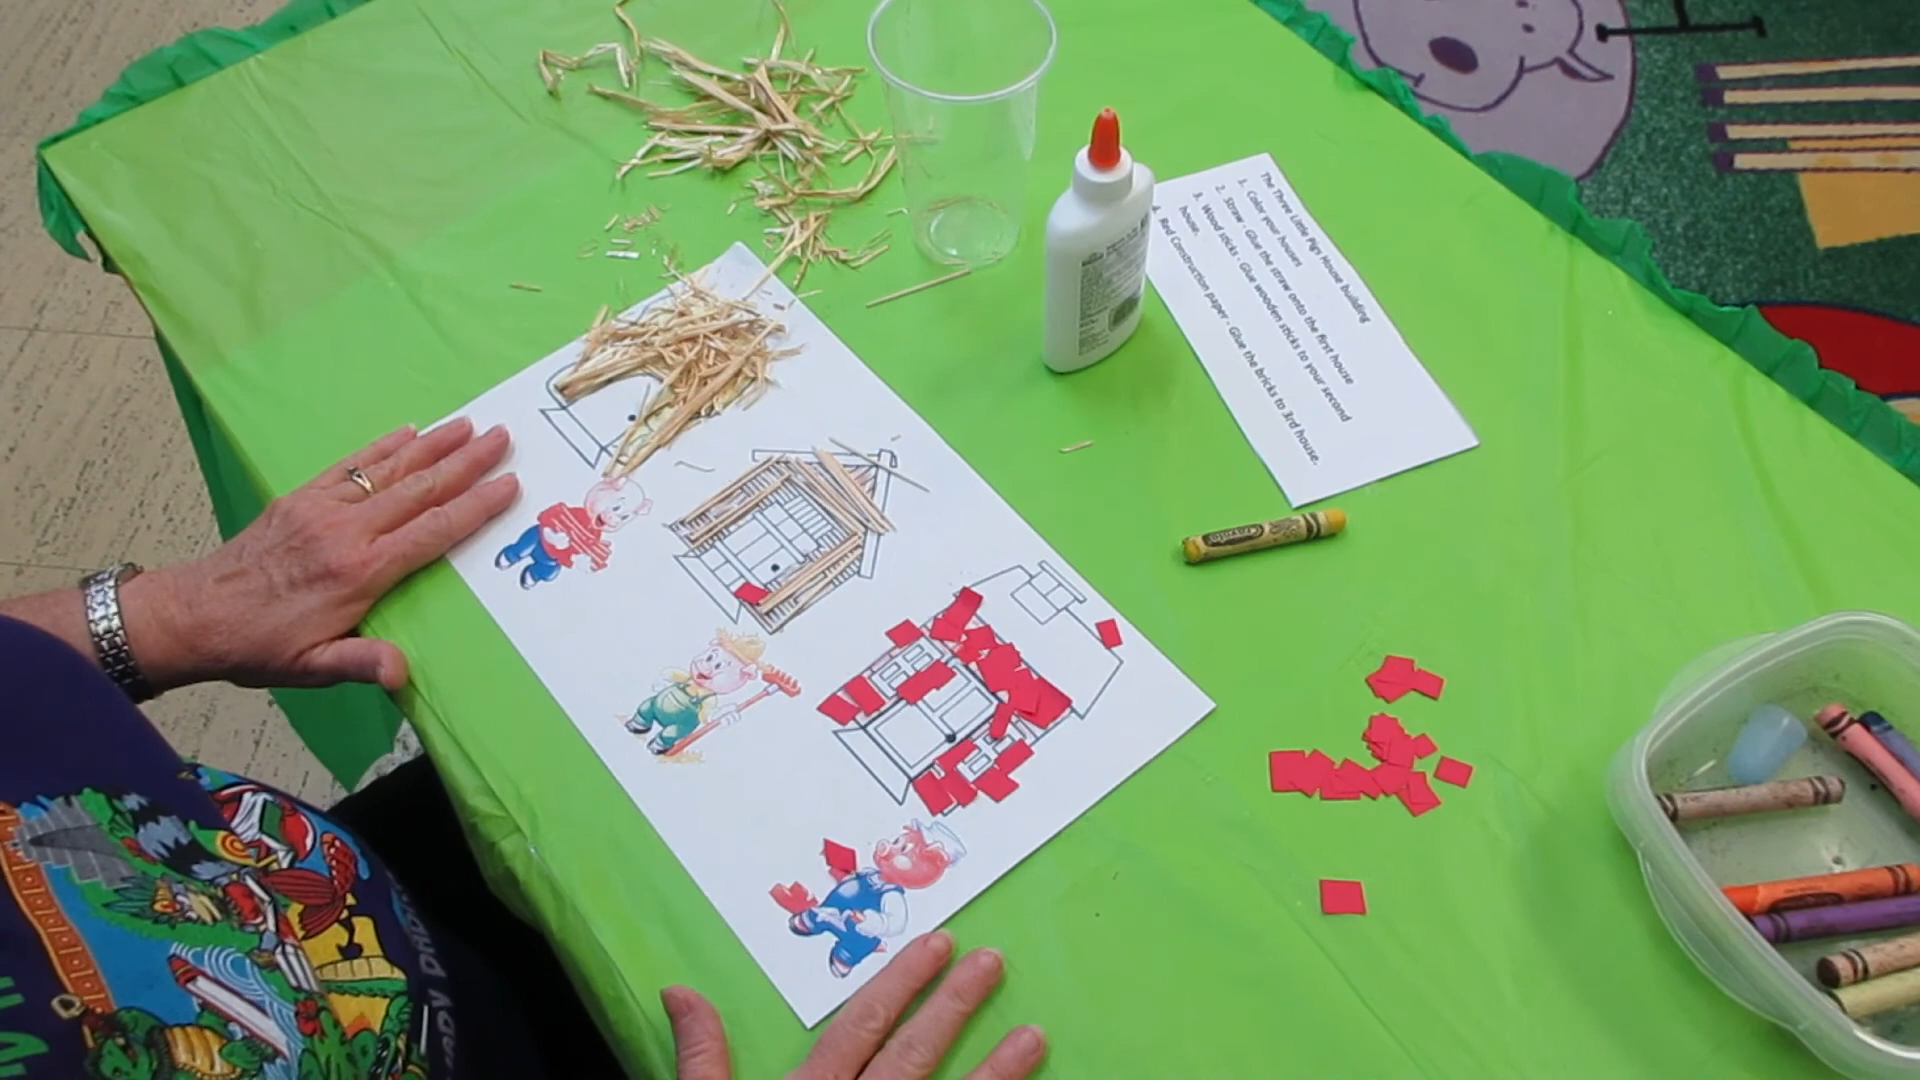 The Three Little Pigs House building
1. Color your houses
2. Straw - Glue the straw onto the first house
3. Wood sticks - Glue wooden sticks to your second
house.
4. Red Construction paper - Glue the bricks to 3rd house.
Crayola